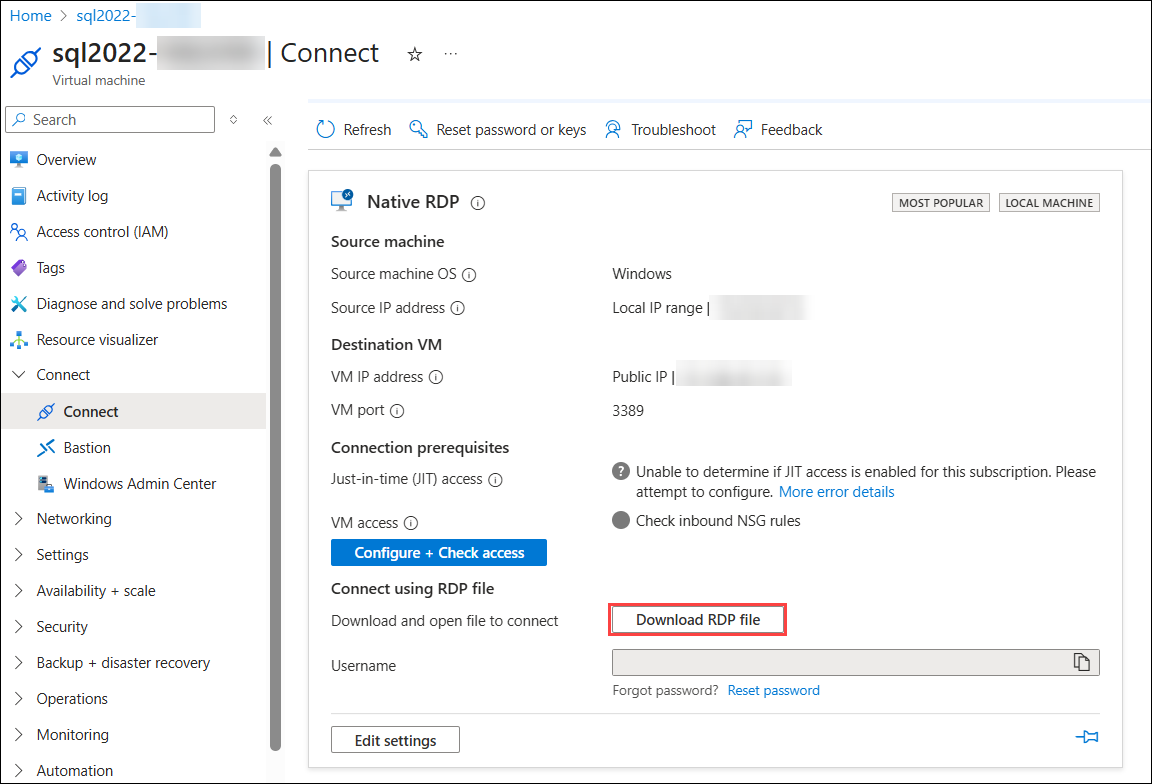 Home > sql2022-
sql2022- | Connect ☆ ...
Virtual machine
Search
Refresh Reset password or keys Troubleshoot Feedback
Overview
Activity log
Access control (IAM)
Tags
Diagnose and solve problems
Resource visualizer
Connect
Connect
Bastion
Windows Admin Center
Networking
Settings
Availability + scale
Security
Backup + disaster recovery
Operations
Monitoring
Automation
Native RDP MOST POPULAR LOCAL MACHINE
Source machine
Source machine OS Windows
Source IP address Local IP range |
Destination VM
VM IP address Public IP |
VM port 3389
Connection prerequisites
Just-in-time (JIT) access Unable to determine if JIT access is enabled for this subscription. Please
attempt to configure. More error details
VM access Check inbound NSG rules
Configure + Check access
Connect using RDP file
Download and open file to connect Download RDP file
Username
Forgot password? Reset password
Edit settings